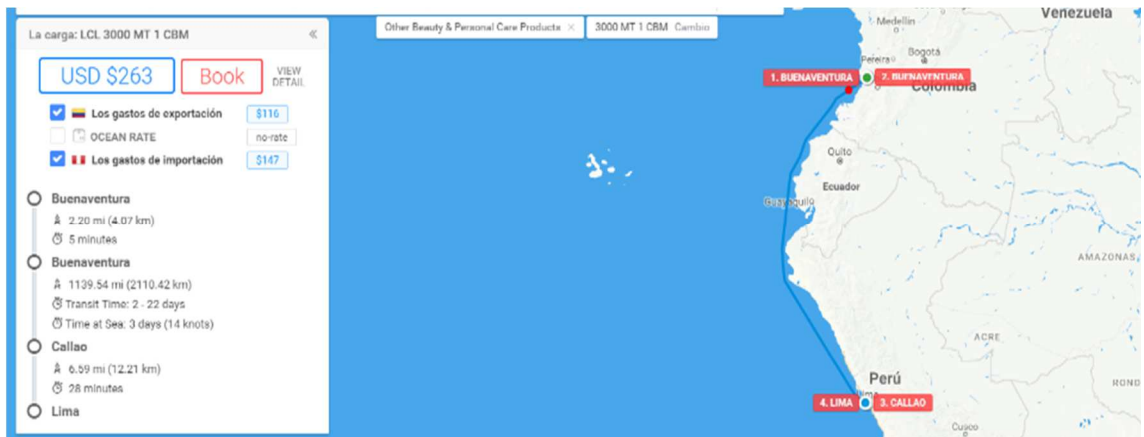 La carga: LCL 3000 MT 1 CBM «
USD $263 Book VIEW DETAIL
Los gastos de exportación $116
OCEAN RATE no-rate
Los gastos de importación $147
Buenaventura
2.20 mi (4.07 km)
5 minutes
Buenaventura
1139.54 mi (2110.42 km)
Transit Time: 2 - 22 days
Time at Sea: 3 days (14 knots)
Callao
6.59 mi (12.21 km)
28 minutes
Lima
Other Beauty & Personal Care Products ×
3000 MT 1 CBM Cambio
Venezuela
Medellin
Bogotá
Pereira
1. BUENAVENTURA
2. BUENAVENTURA
Colombia
Quito
Ecuador
Guayaquil
AMAZONAS
ACRE
Perú
ROND
Lima
4. LIMA
3. CALLAO
Cusco